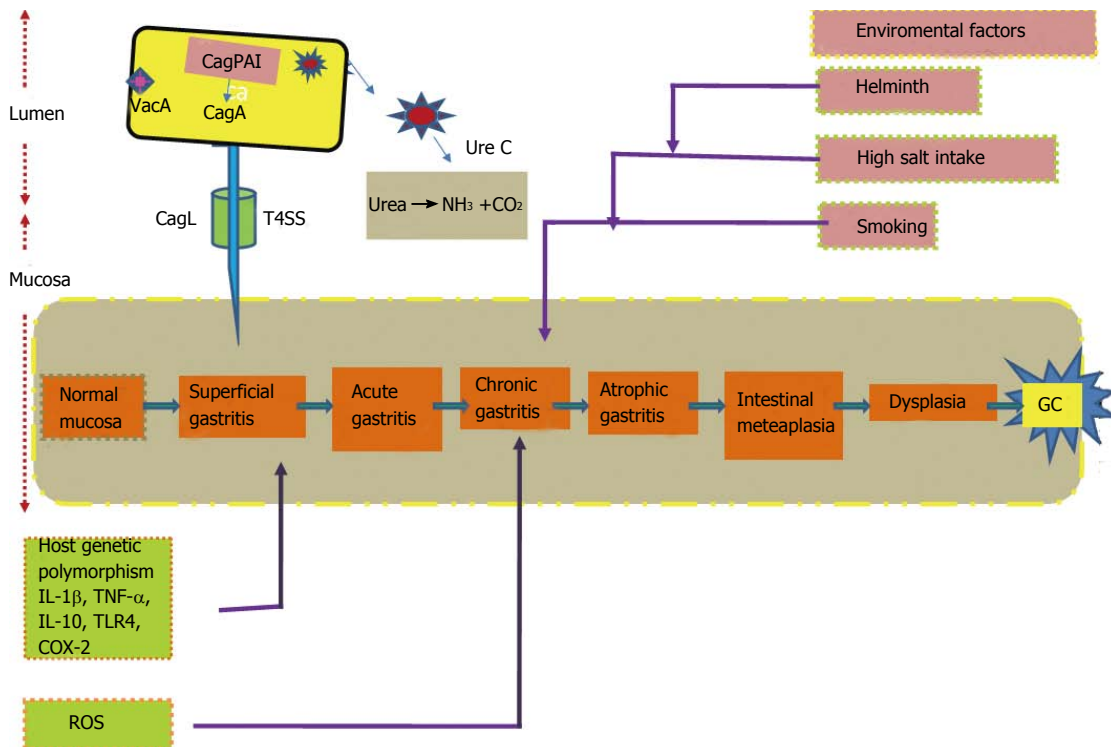 Lumen
Mucosa
CagPAI
ca
VacA
CagA
Ure C
CagL
T4SS
Urea → NH₃ +CO₂
Enviromental factors
Helminth
High salt intake
Smoking
Normal
mucosa
Superficial
gastritis
Acute
gastritis
Chronic
gastritis
Atrophic
gastritis
Intestinal
meteaplasia
Dysplasia
GC
Host genetic
polymorphism
IL-1β, TNF-α,
IL-10, TLR4,
COX-2
ROS